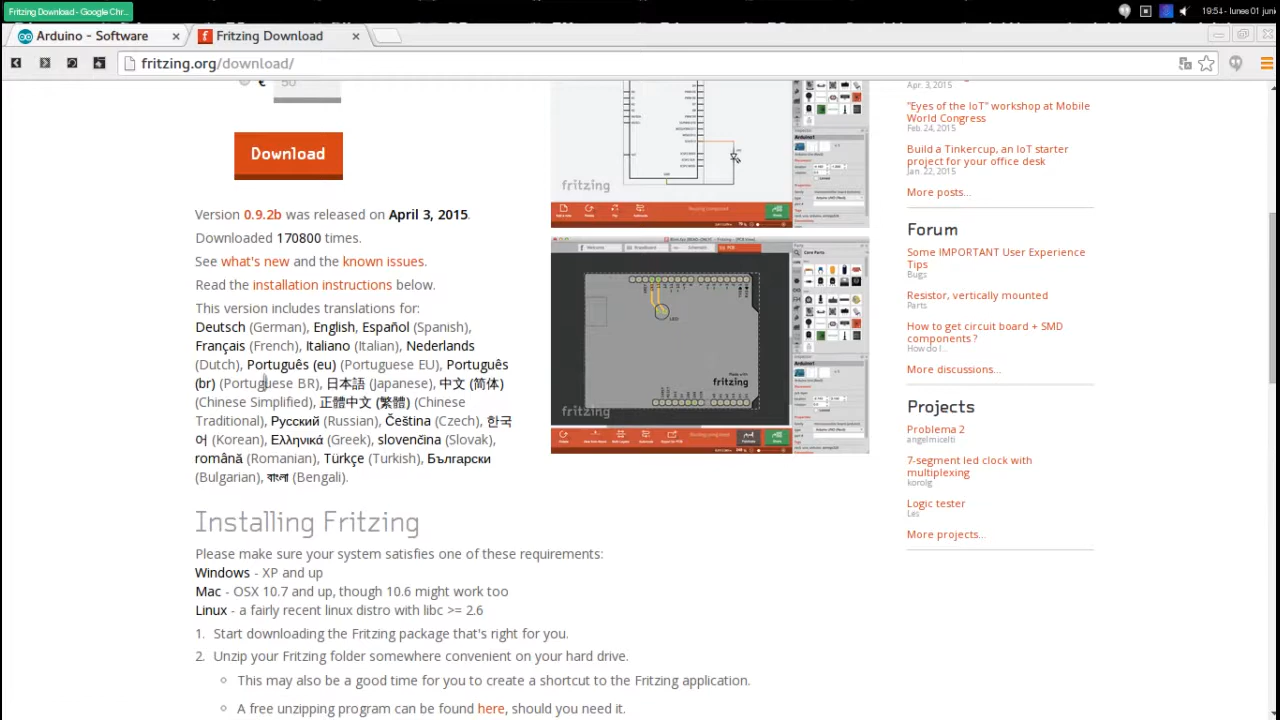 Fritzing Download - Google Chr...
19:54 - lunes 01 juni
Arduino - Software
Fritzing Download
fritzing.org/download/
€ 50
Download
Version 0.9.2b was released on April 3, 2015.
Downloaded 170800 times.
See what's new and the known issues.
Read the installation instructions below.
This version includes translations for:
Deutsch (German), English, Español (Spanish),
Français (French), Italiano (Italian), Nederlands
(Dutch), Português (eu) (Portuguese EU), Português
(br) (Portuguese BR), 日本語 (Japanese), 中文 (简体)
(Chinese Simplified), 正體中文 (繁體) (Chinese
Traditional), Русский (Russian), Čeština (Czech), 한국
어 (Korean), Ελληνικά (Greek), slovenčina (Slovak),
română (Romanian), Türkçe (Turkish), Български
(Bulgarian), বাংলা (Bengali).
Installing Fritzing
Please make sure your system satisfies one of these requirements:
Windows - XP and up
Mac - OSX 10.7 and up, though 10.6 might work too
Linux - a fairly recent linux distro with libc >= 2.6
1. Start downloading the Fritzing package that's right for you.
2. Unzip your Fritzing folder somewhere convenient on your hard drive.
This may also be a good time for you to create a shortcut to the Fritzing application.
A free unzipping program can be found here, should you need it.
fritzing
Made with
fritzing
fritzing
Apr. 3, 2015
"Eyes of the IoT" workshop at Mobile
World Congress
Feb. 24, 2015
Build a Tinkercup, an IoT starter
project for your office desk
Jan. 22, 2015
More posts...
Forum
Some IMPORTANT User Experience
Tips
Bugs
Resistor, vertically mounted
Parts
How to get circuit board + SMD
components ?
How do I...
More discussions...
Projects
Problema 2
angelmicelti
7-segment led clock with
multiplexing
korolg
Logic tester
Les
More projects...